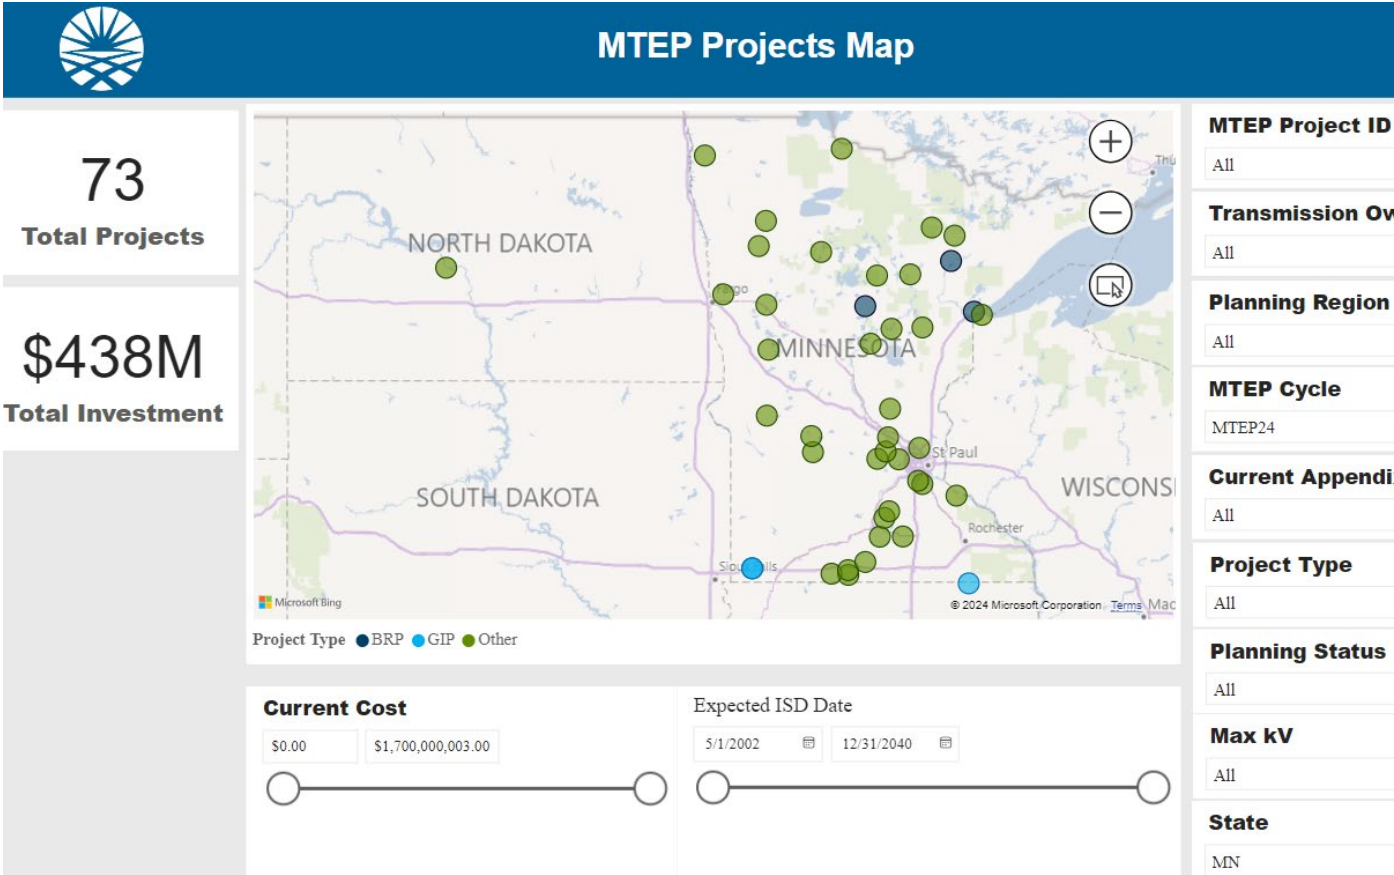 MTEP Projects Map
73
Total Projects
$438M
Total Investment
NORTH DAKOTA
MINNESOTA
St Paul
SOUTH DAKOTA
WISCONS
Rochester
Microsoft Bing
© 2024 Microsoft Corporation Terms Mad
Project Type BRP GIP Other
Current Cost
$0.00 $1,700,000,003.00
Expected ISD Date
5/1/2002 12/31/2040
MTEP Project ID
All
Transmission Ow
All
Planning Region
All
MTEP Cycle
MTEP24
Current Appendi
All
Project Type
All
Planning Status
All
Max kV
All
State
MN